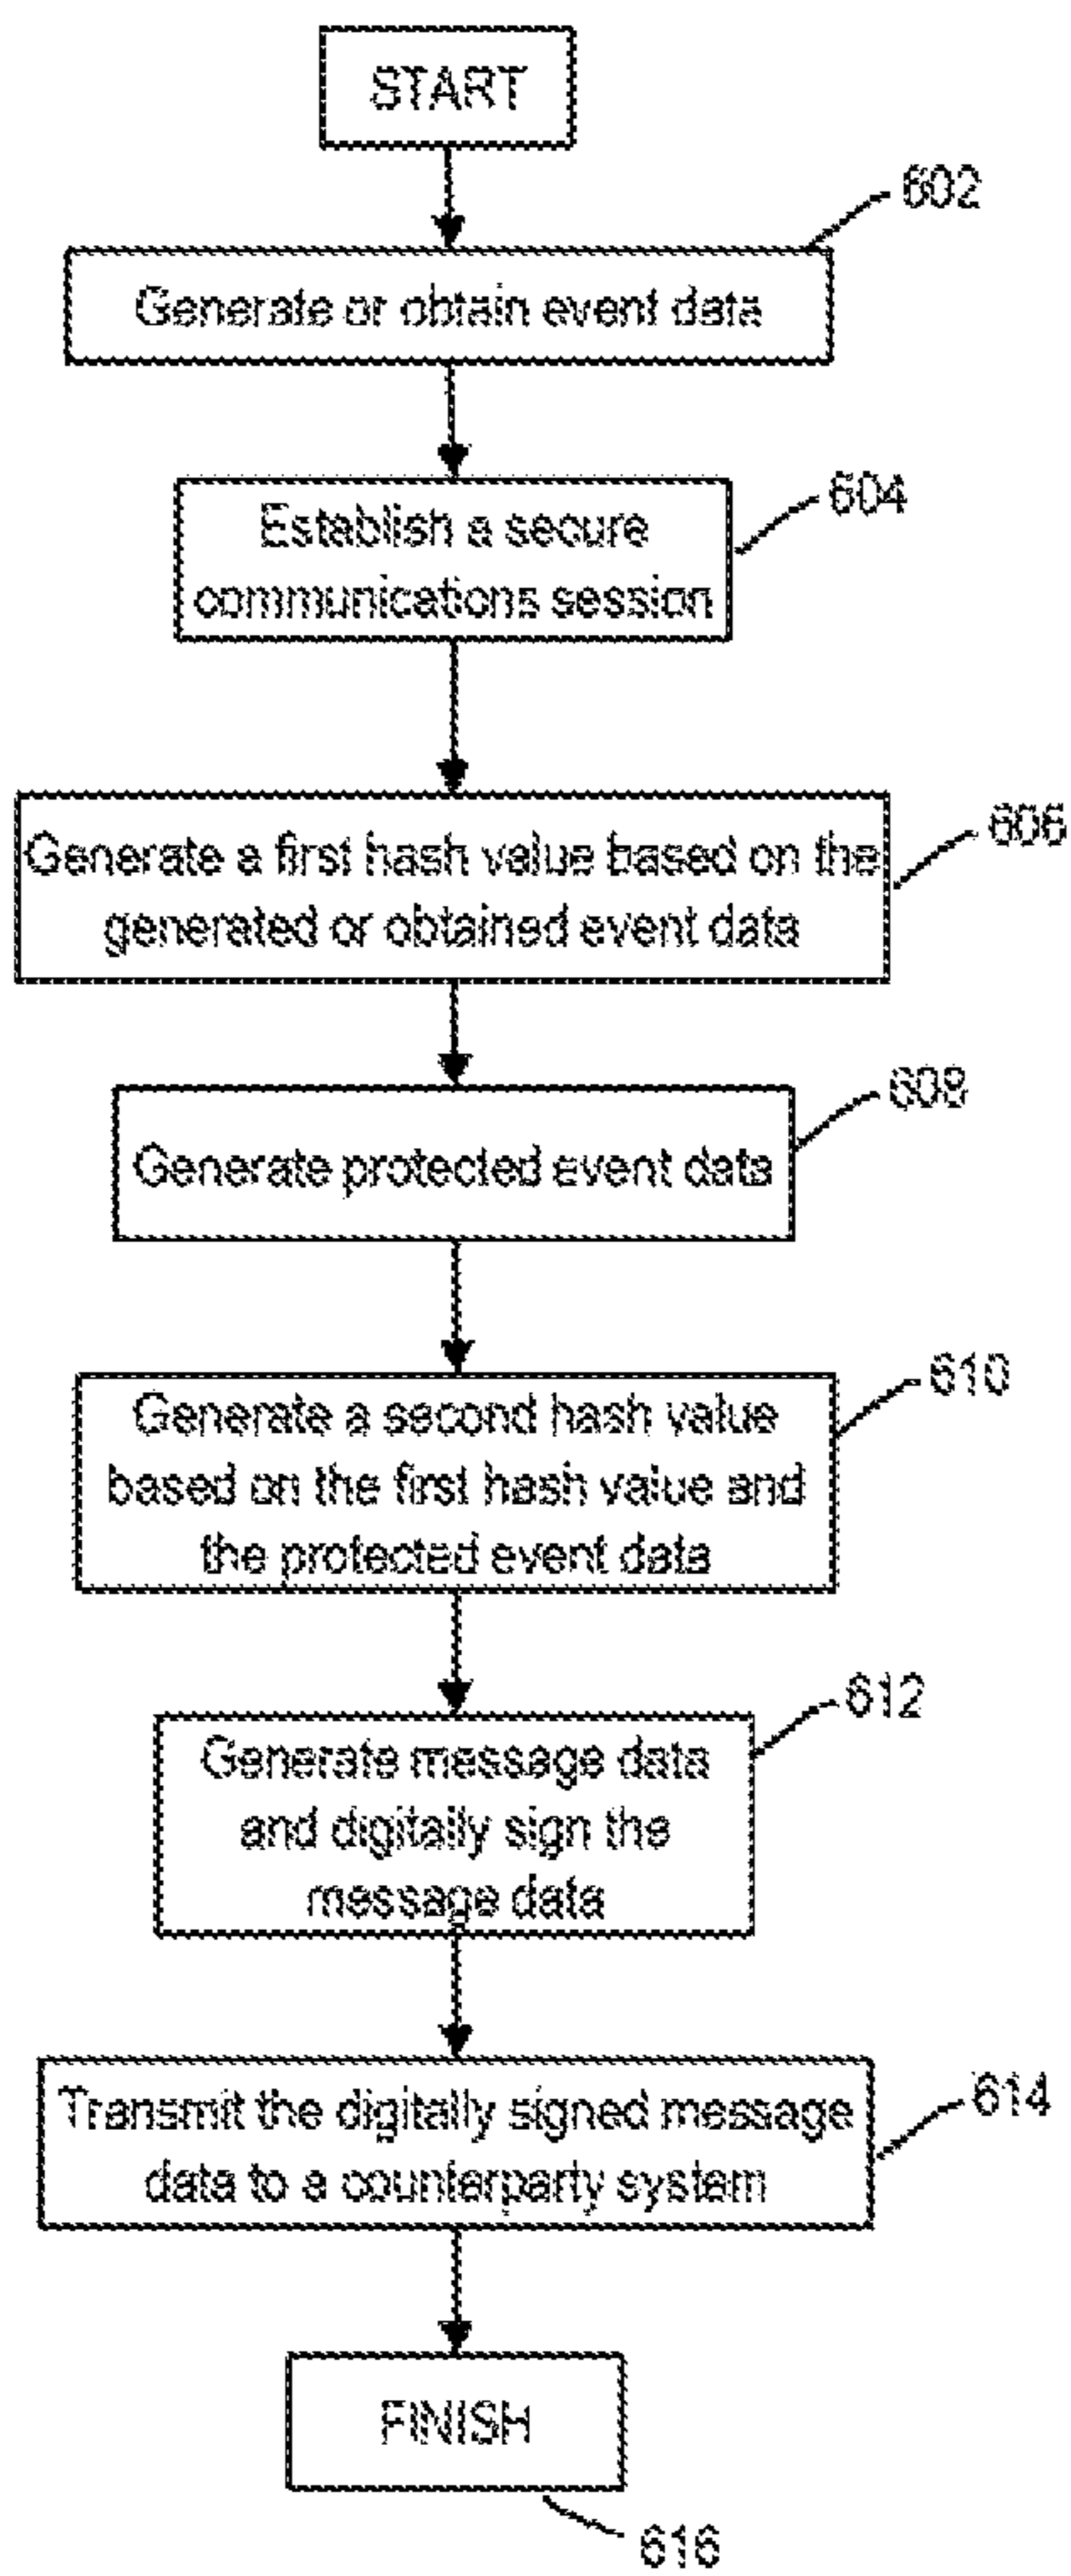 START
602
Generate or obtain event data
604
Establish a secure
communications session
606
Generate a first hash value based on the
generated or obtained event data
608
Generate protected event data
610
Generate a second hash value
based on the first hash value and
the protected event data
612
Generate message data
and digitally sign the
message data
614
Transmit the digitally signed message
data to a counterparty system
FINISH
616